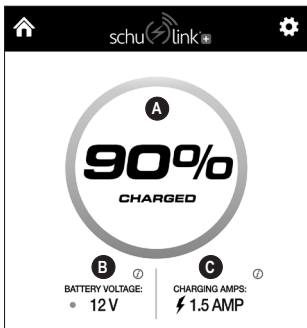 schu link+
A
90%
CHARGED
B
C
BATTERY VOLTAGE:
CHARGING AMPS:
12 V
1.5 AMP